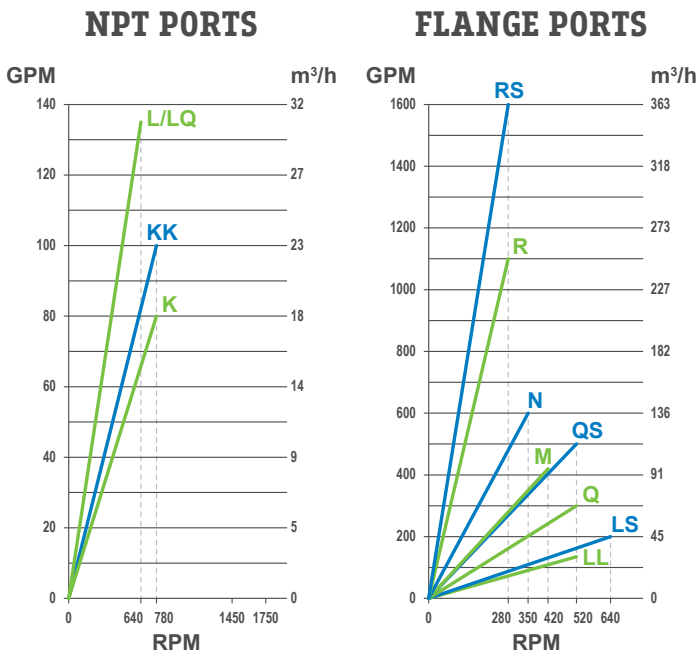 NPT PORTS
GPM m³/h
140 32
L/LQ
120 27
KK
100 23
K
80 18
60 14
40 9
20 5
0 0
0 640 780 1450 1750
RPM
FLANGE PORTS
GPM m³/h
RS
1600 363
1400 318
1200 273
R
1000 227
800 182
N
600 136
QS
M
400 91
Q
LS
200 45
LL
0 0
0 280 350 420 520 640
RPM